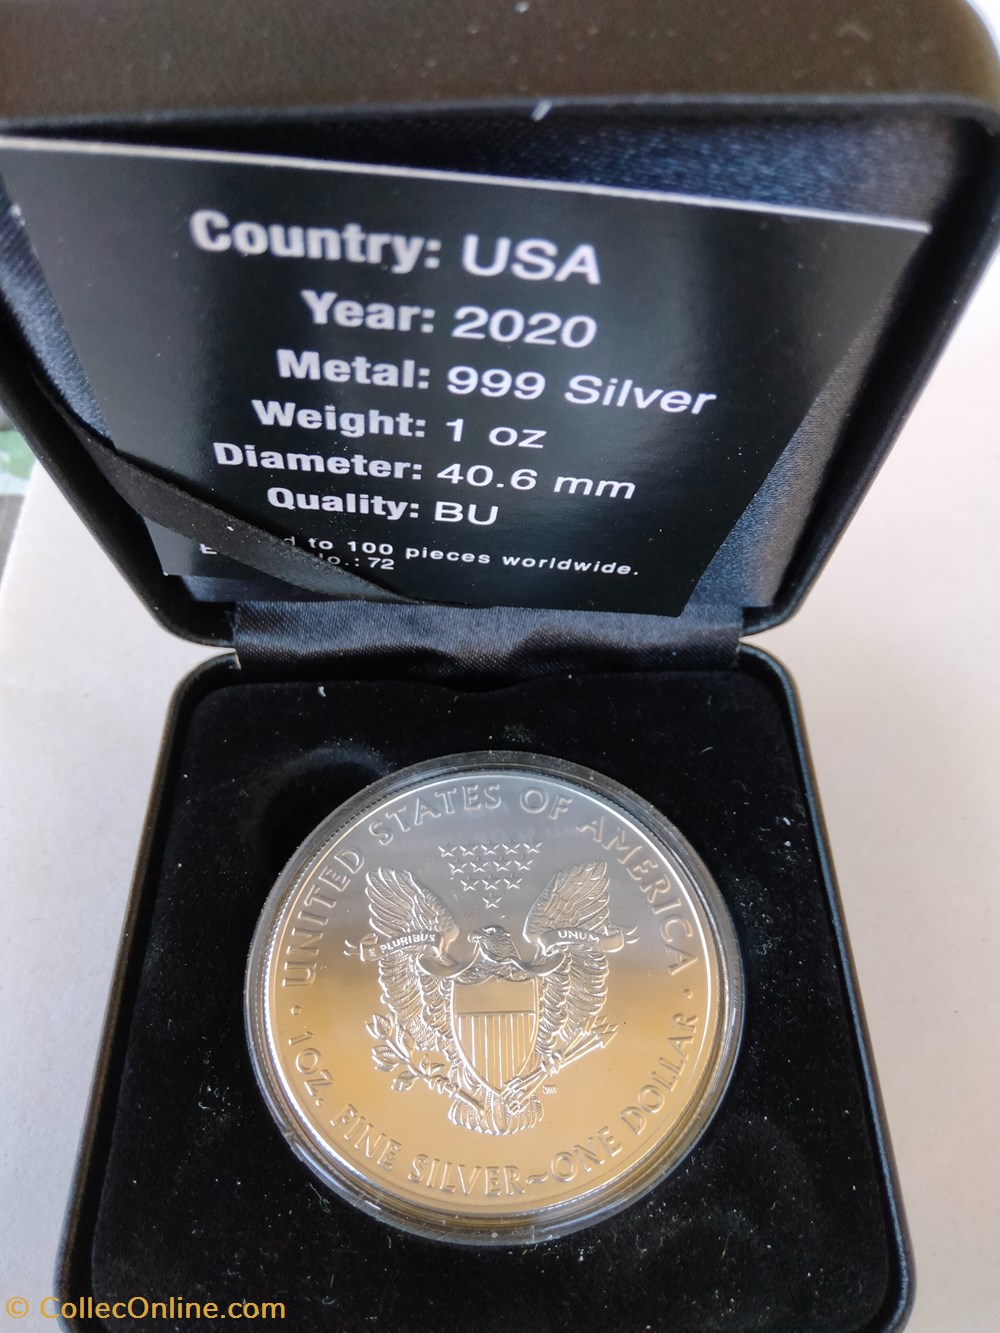 Country: USA
Year: 2020
Metal: 999 Silver
Weight: 1 oz
Diameter: 40.6 mm
Quality: BU
to 100 pieces worldwide.
72
UNITED STATES OF AMERICA
E PLURIBUS UNUM
1 OZ. FINE SILVER~ONE DOLLAR
© CollecOnline.com